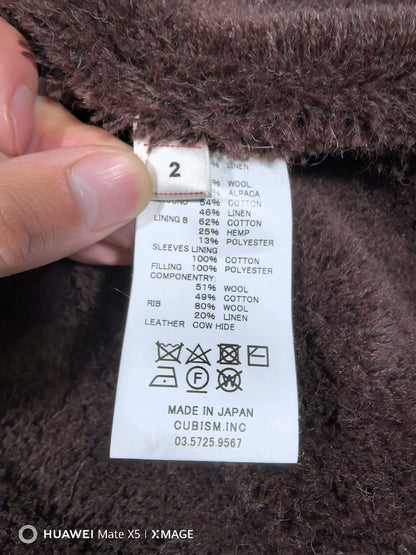 2
LINEN
WOOL
% ALPACA
54% COTTON
46% LINEN
LINING B 62% COTTON
25% HEMP
13% POLYESTER
SLEEVES LINING
100% COTTON
FILLING 100% POLYESTER
COMPONENTRY:
51% WOOL
49% COTTON
RIB 80% WOOL
20% LINEN
LEATHER COW HIDE
F
W
MADE IN JAPAN
CUBISM.INC
03.5725.9567
HUAWEI Mate X5 | XMAGE